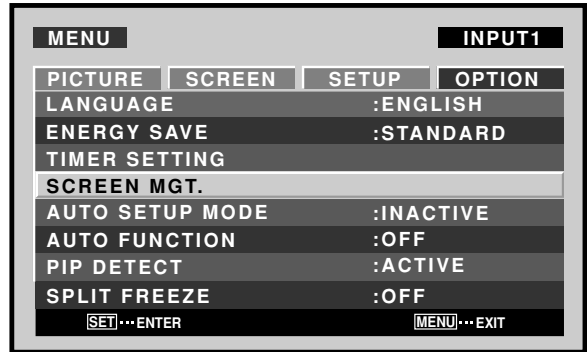 MENU INPUT1
PICTURE SCREEN SETUP OPTION
LANGUAGE :ENGLISH
ENERGY SAVE :STANDARD
TIMER SETTING
SCREEN MGT.
AUTO SETUP MODE :INACTIVE
AUTO FUNCTION :OFF
PIP DETECT :ACTIVE
SPLIT FREEZE :OFF
SET···ENTER MENU···EXIT